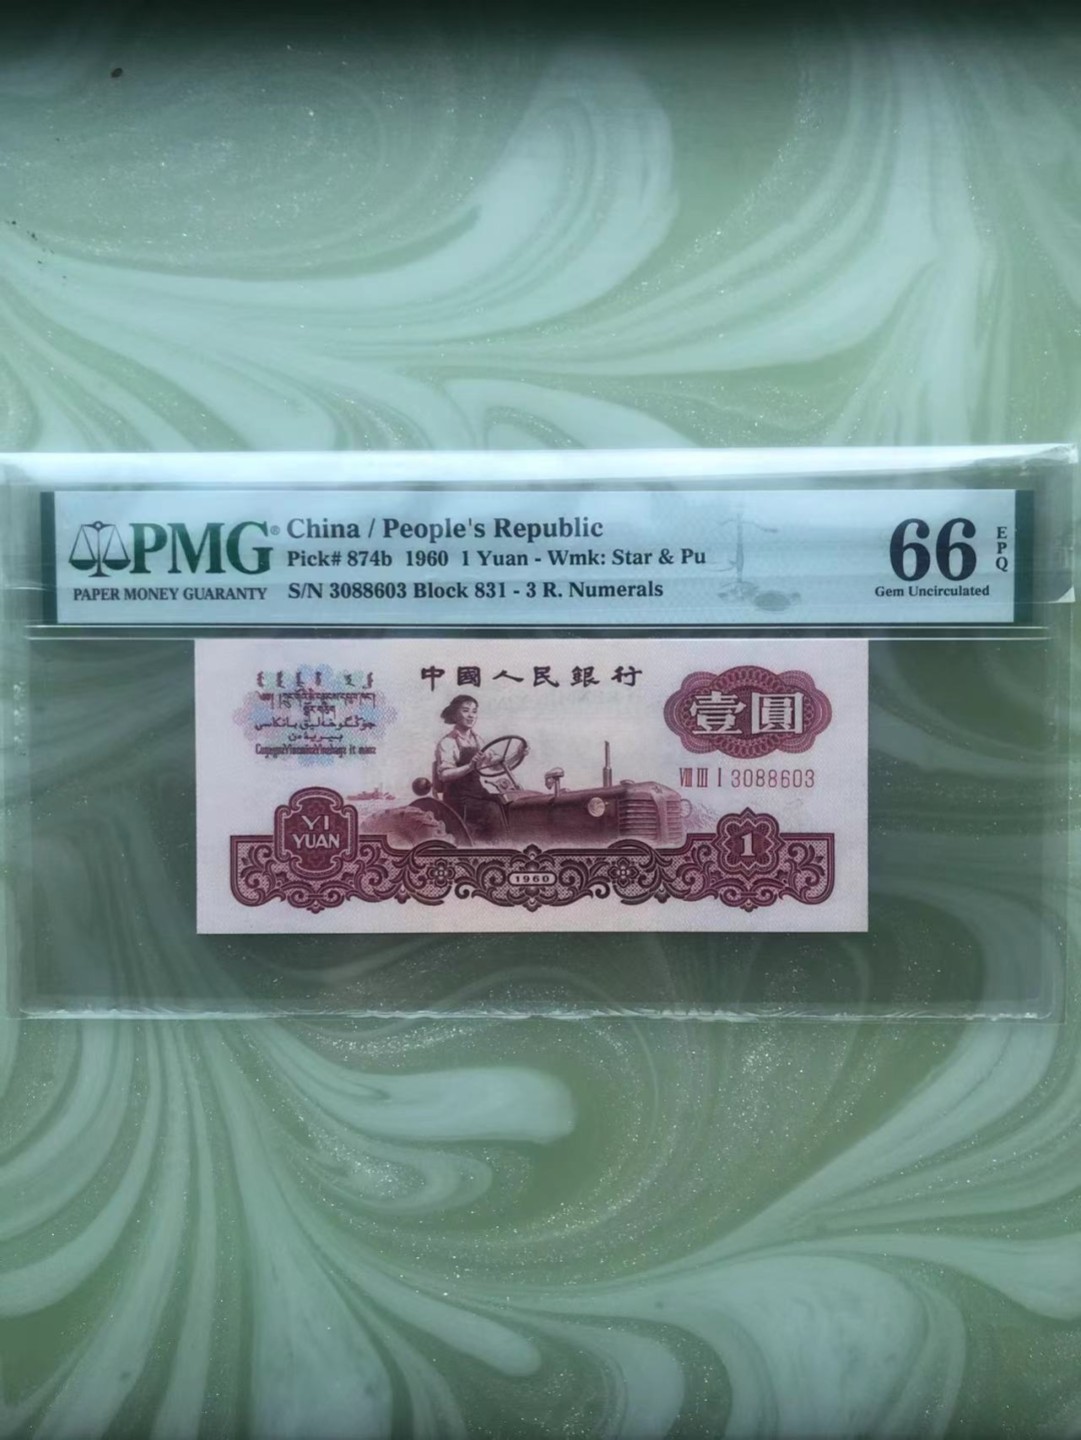 PMG®
PAPER MONEY GUARANTY
China / People's Republic
Pick# 874b 1960 1 Yuan - Wmk: Star & Pu
S/N 3088603 Block 831 - 3 R. Numerals
66
EPQ
Gem Uncirculated
中國人民銀行
壹圓
VIII III I 3088603
YI
YUAN
1960
1